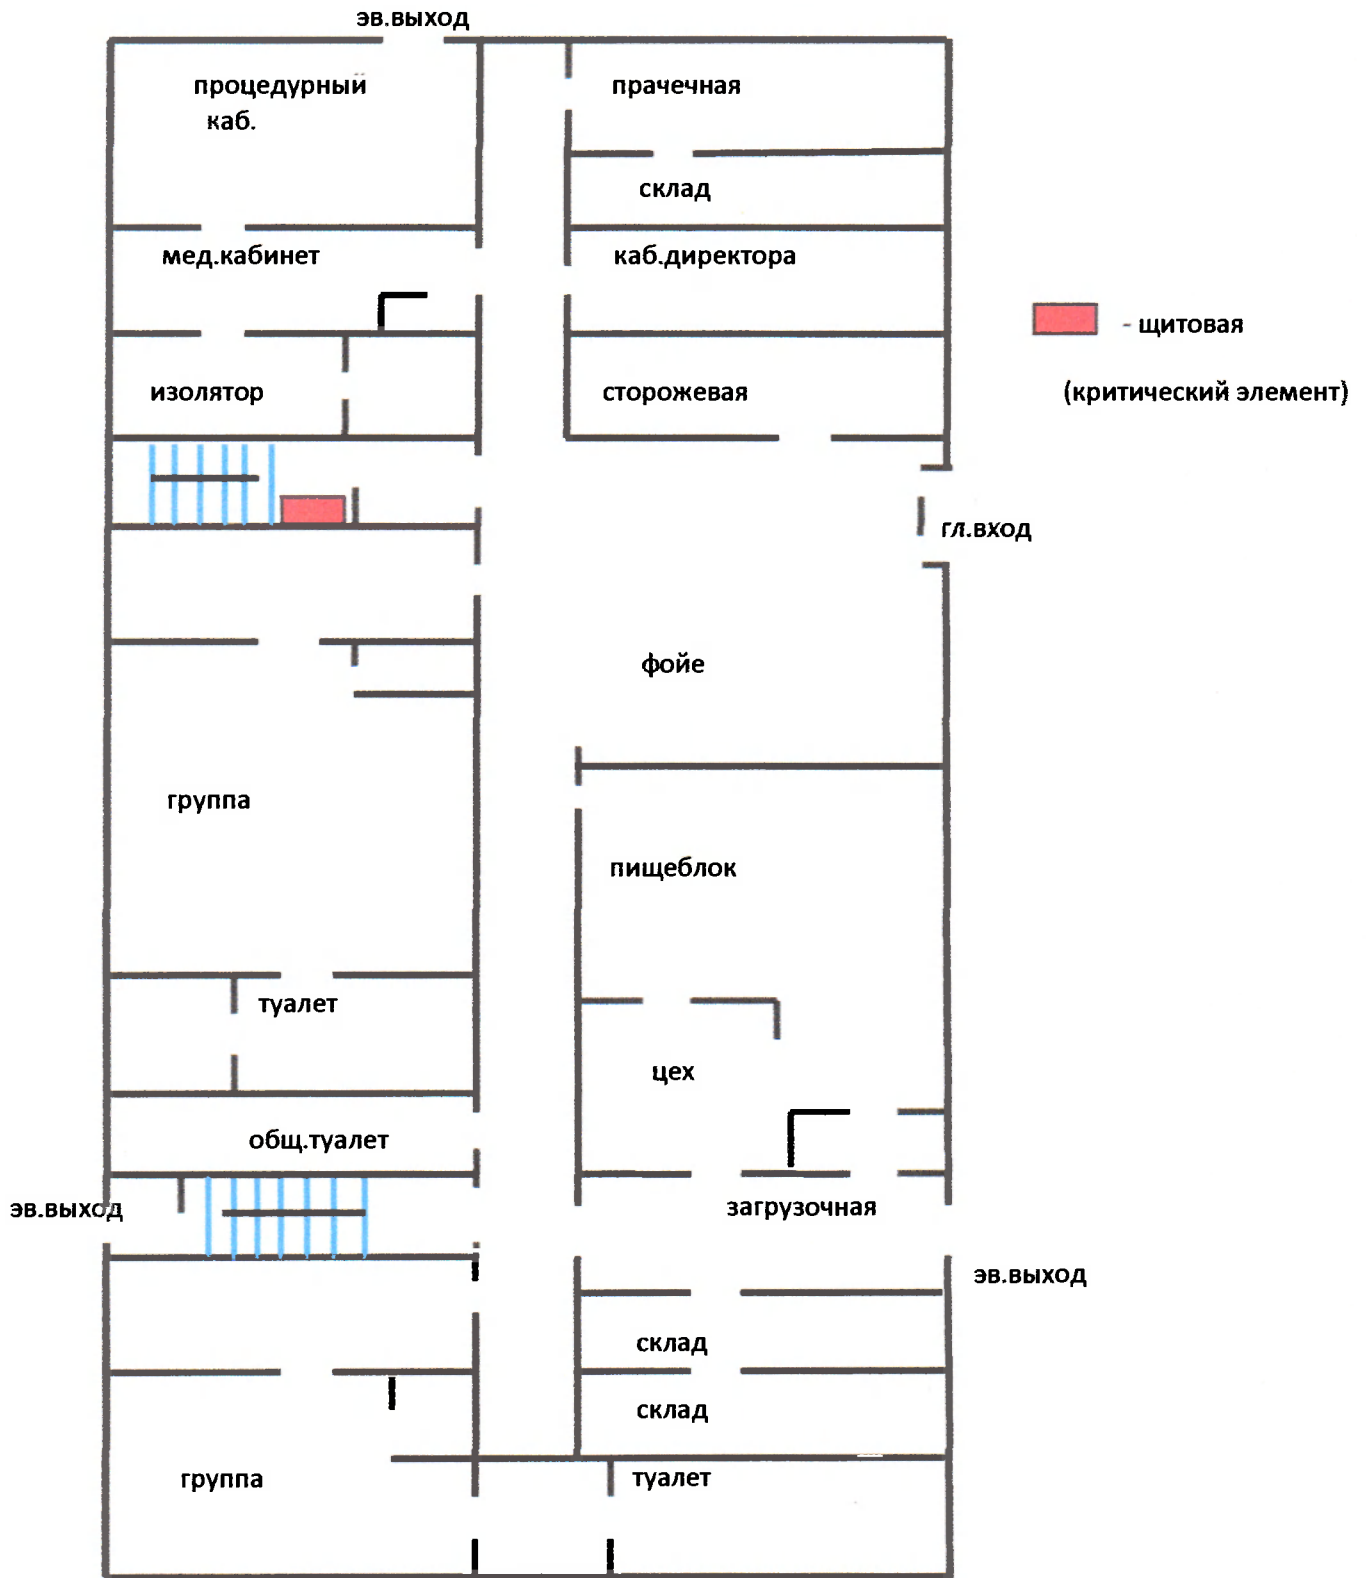 эв.выход
процедурный
каб.
прачечная
склад
мед.кабинет
каб.директора
- щитовая
изолятор
сторожевая
(критический элемент)
гл.вход
фойе
группа
пищеблок
туалет
цех
общ.туалет
эв.выход
загрузочная
эв.выход
склад
склад
группа
туалет